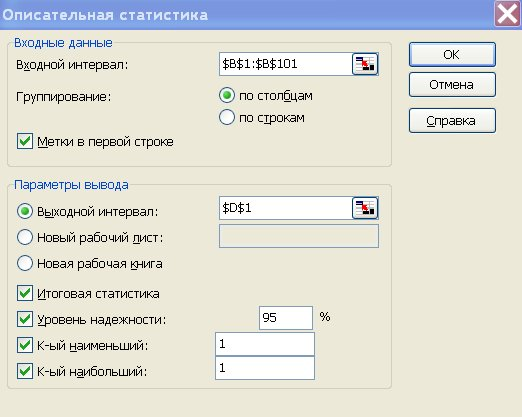 Описательная статистика
Входные данные
Входной интервал: $B$1:$B$101
Группирование: по столбцам
по строкам
Метки в первой строке
OK
Отмена
Справка
Параметры вывода
Выходной интервал: $D$1
Новый рабочий лист:
Новая рабочая книга
Итоговая статистика
Уровень надежности: 95 %
К-ый наименьший: 1
К-ый наибольший: 1